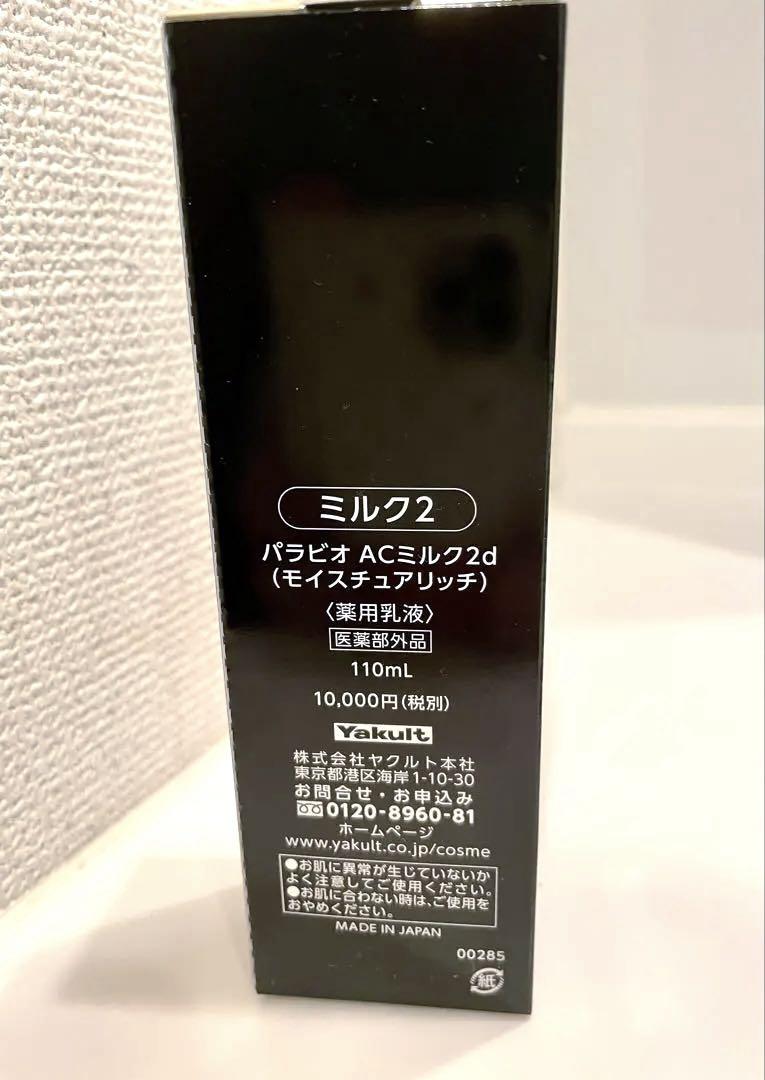 ミルク2
パラビオ ACミルク2d
(モイスチュアリッチ)
〈薬用乳液〉
医薬部外品
110mL
10,000円(税別)
Yakult
株式会社ヤクルト本社
東京都港区海岸1-10-30
お問合せ・お申込み
0120-8960-81
ホームページ
www.yakult.co.jp/cosme
●お肌に異常が生じていないか
よく注意してご使用ください。
●お肌に合わない時は、ご使用を
おやめください。
MADE IN JAPAN
00285
紙